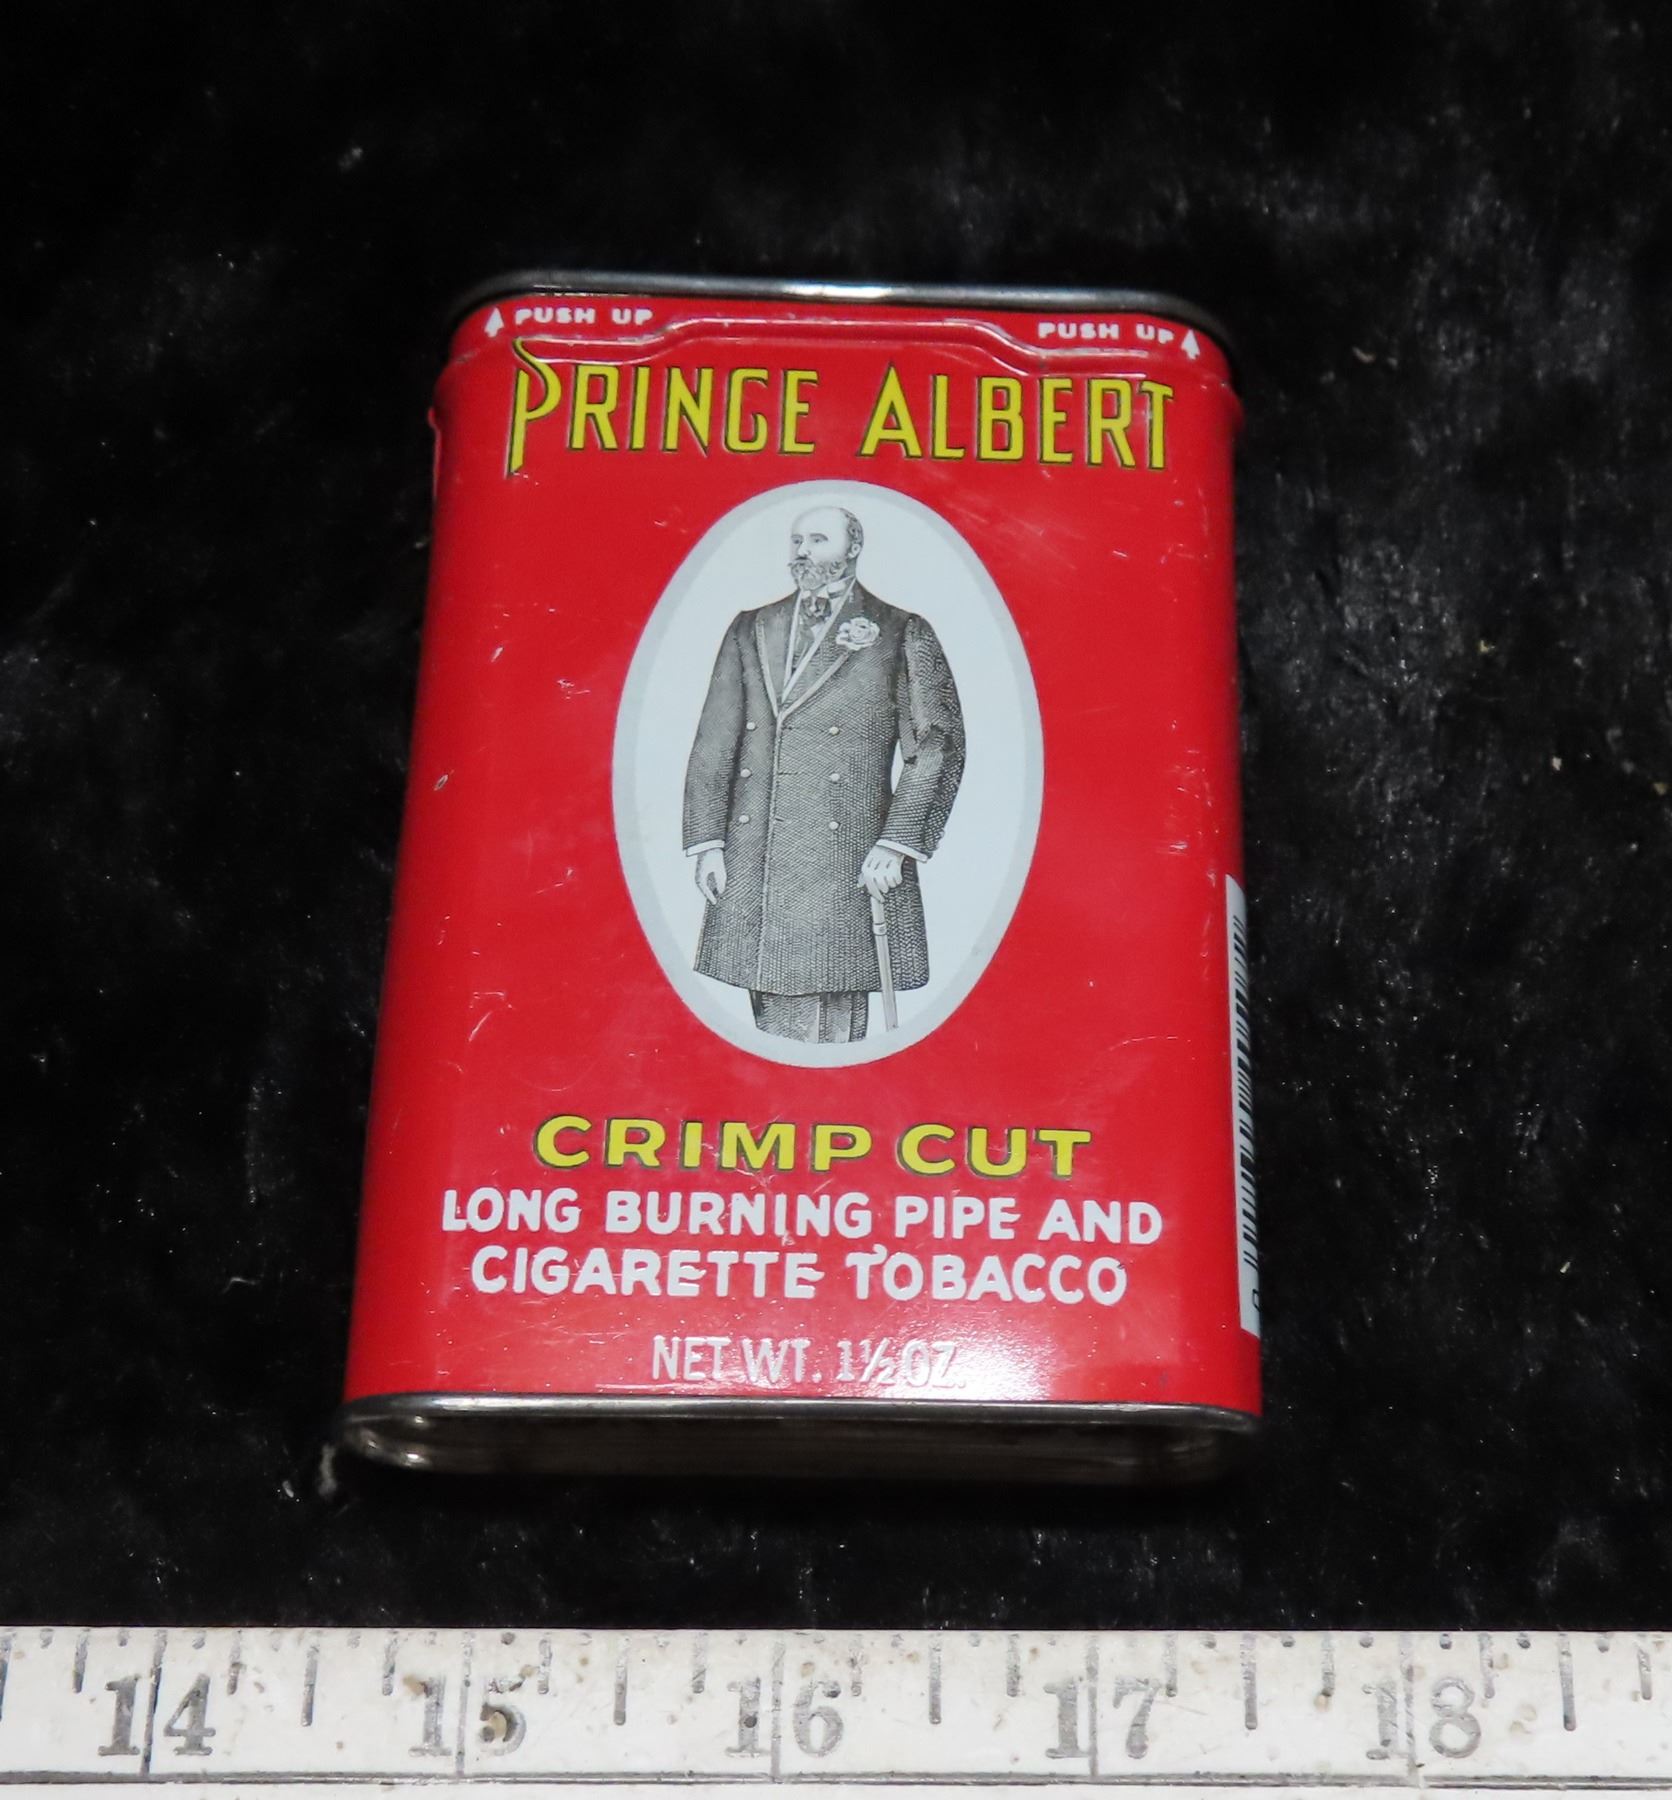 PUSH UP PUSH UP
PRINCE ALBERT
CRIMP CUT
LONG BURNING PIPE AND
CIGARETTE TOBACCO
NET WT. 1½ OZ.
14 15 16 17 18